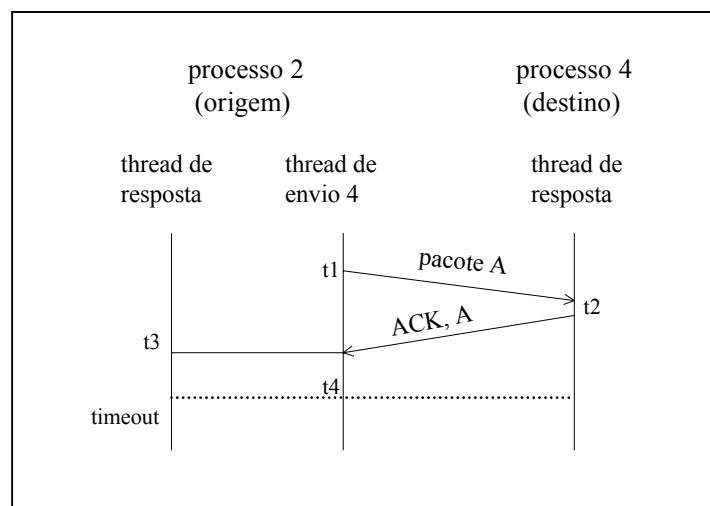 processo 2
(origem)
processo 4
(destino)
thread de
resposta
thread de
envio 4
thread de
resposta
t1
pacote A
t2
ACK, A
t3
t4
timeout